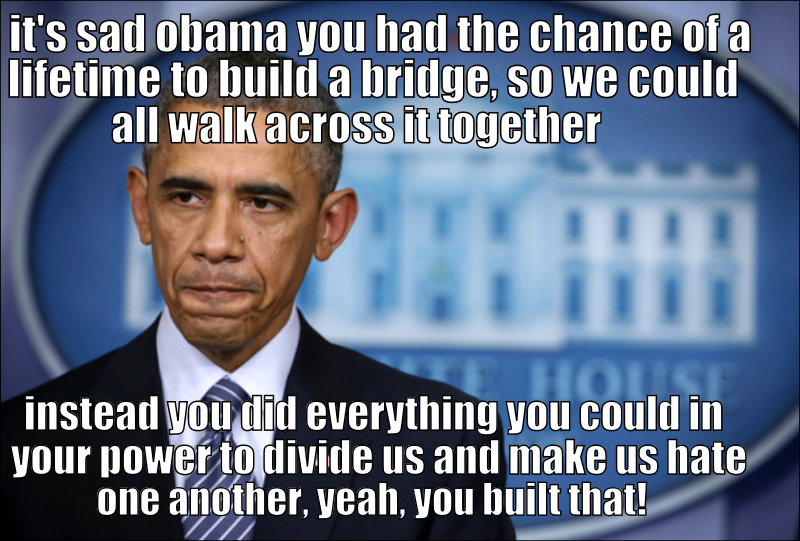 it's sad obama you had the chance of a
lifetime to build a bridge, so we could
all walk across it together
HOUSE
instead you did everything you could in
your power to divide us and make us hate
one another, yeah, you built that!